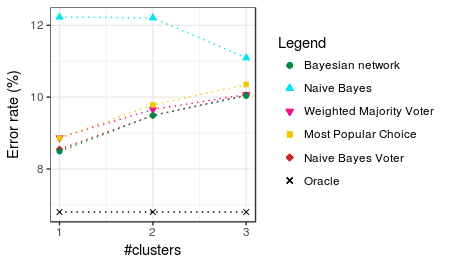 Error rate (%)
12
10
8
1
2
3
#clusters
Legend
Bayesian network
Naive Bayes
Weighted Majority Voter
Most Popular Choice
Naive Bayes Voter
Oracle